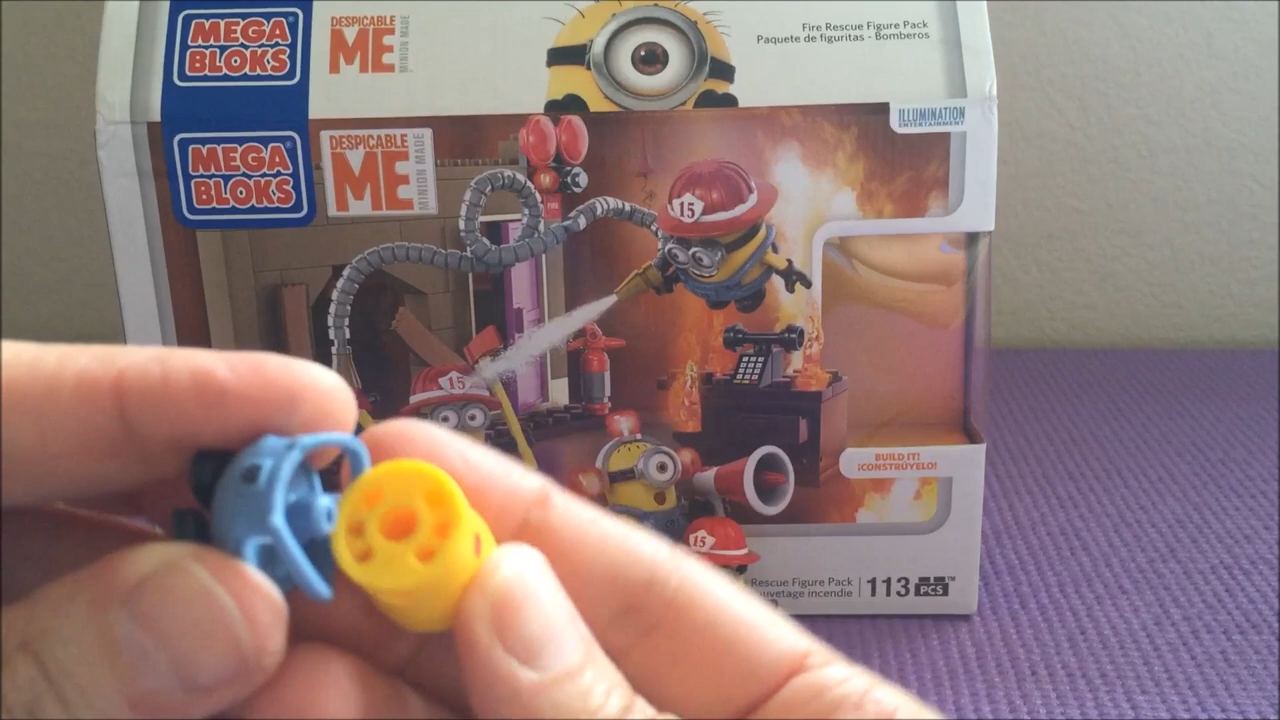 MEGA
BLOKS
DESPICABLE
ME
MINION MADE
Fire Rescue Figure Pack
Paquete de figuritas - Bomberos
ILLUMINATION
ENTERTAINMENT
MEGA
BLOKS
DESPICABLE
ME
MINION MADE
FIRE
15
15
BUILD IT!
¡CONSTRÚYELO!
15
Rescue Figure Pack
uvetage incendie
113 PCS